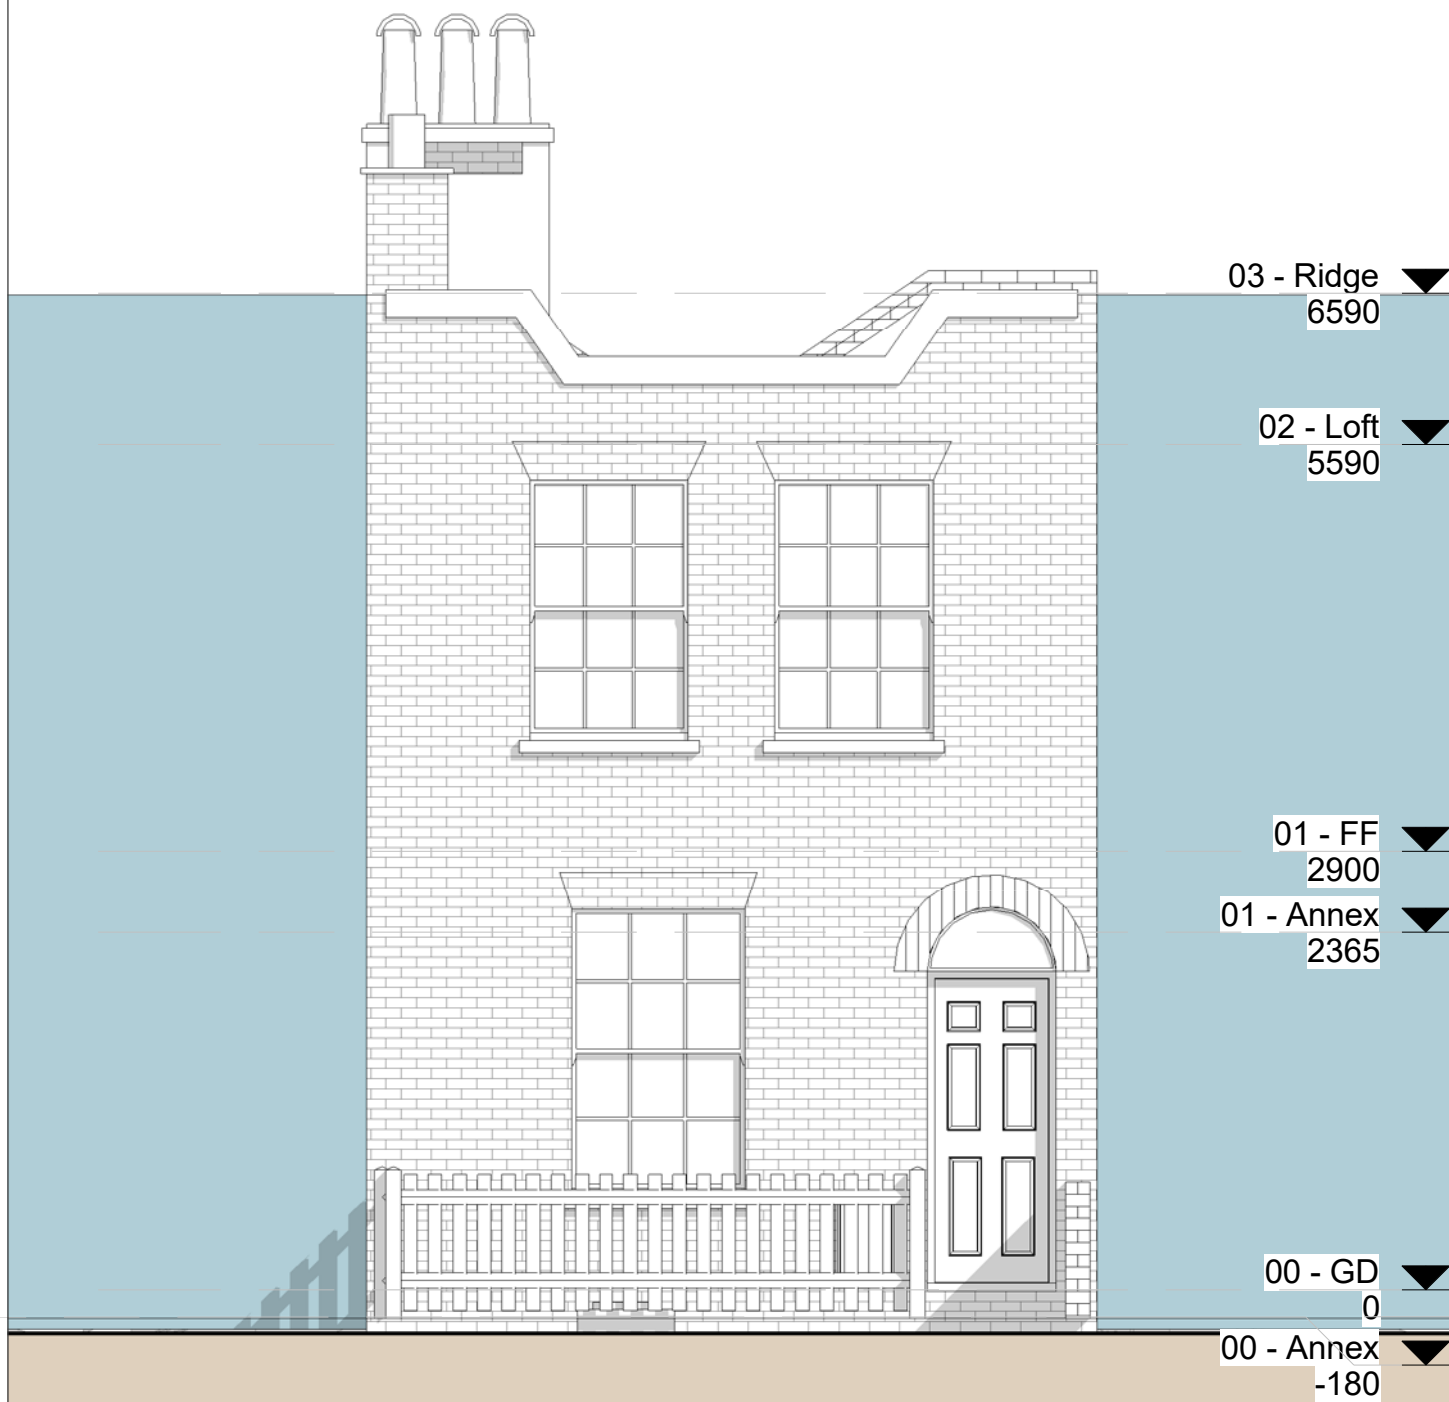 03 - Ridge
6590
02 - Loft
5590
01 - FF
2900
01 - Annex
2365
00 - GD
0
00 - Annex
-180